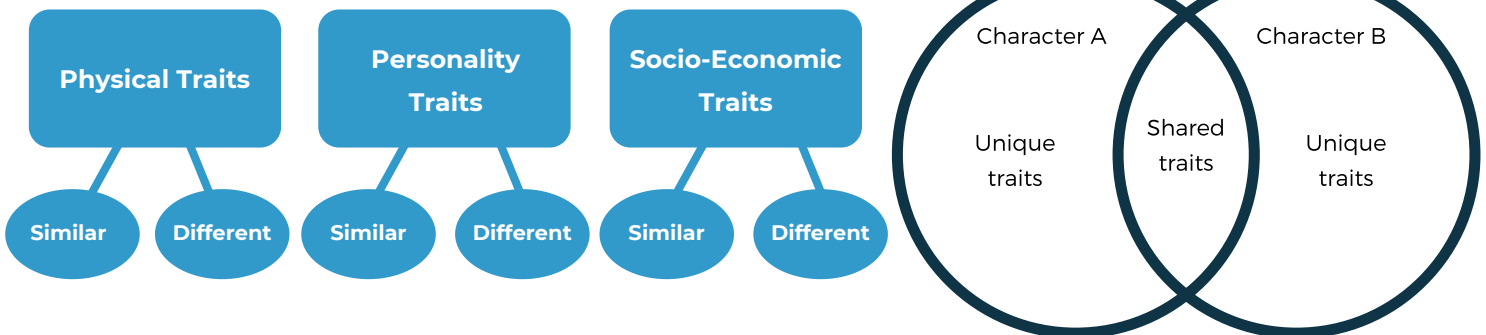 Physical Traits
Personality
Traits
Socio-Economic
Traits
Similar
Different
Similar
Different
Similar
Different
Character A
Character B
Unique
traits
Shared
traits
Unique
traits